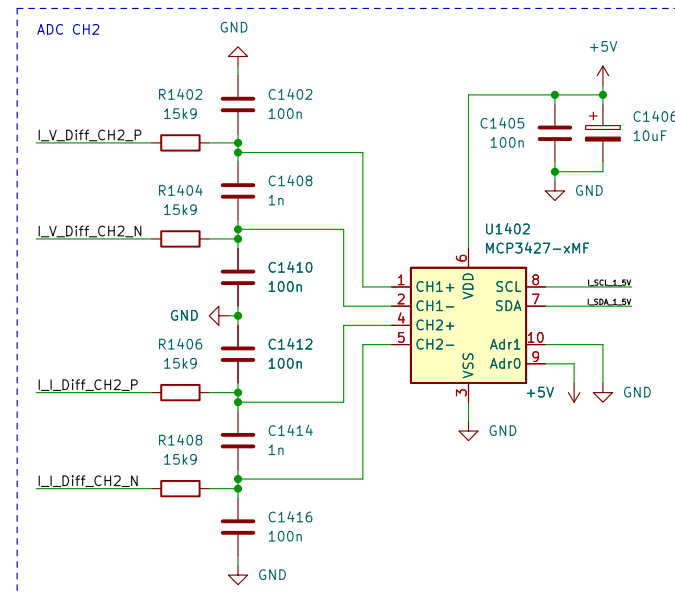 ADC CH2
GND
+5V
R1402
15k9
C1402
100n
C1405
100n
C1406
10uF
I_V_Diff_CH2_P
C1408
1n
R1404
15k9
GND
I_V_Diff_CH2_N
U1402
MCP3427-xMF
C1410
100n
6
VDD
1
CH1+
SCL
8
I_SCL_1_5V
2
CH1-
SDA
7
I_SDA_1_5V
GND
4
CH2+
5
CH2-
Adr1
10
Adr0
9
VSS
3
R1406
15k9
C1412
100n
I_I_Diff_CH2_P
+5V
GND
GND
C1414
1n
R1408
15k9
I_I_Diff_CH2_N
C1416
100n
GND